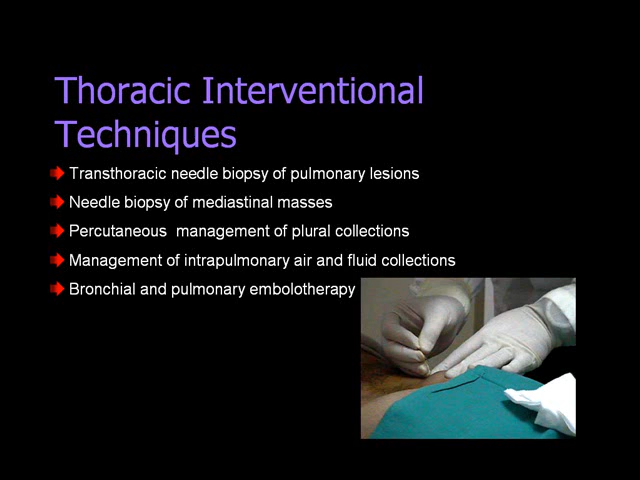 Thoracic Interventional
Techniques
Transthoracic needle biopsy of pulmonary lesions
Needle biopsy of mediastinal masses
Percutaneous  management of plural collections
Management of intrapulmonary air and fluid collections
Bronchial and pulmonary embolotherapy